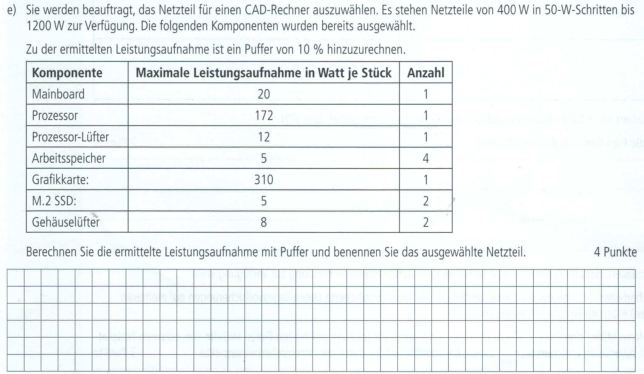 e) Sie werden beauftragt, das Netzteil für einen CAD-Rechner auszuwählen. Es stehen Netzteile von 400 W in 50-W-Schritten bis
1200 W zur Verfügung. Die folgenden Komponenten wurden bereits ausgewählt.
Zu der ermittelten Leistungsaufnahme ist ein Puffer von 10 % hinzuzurechnen.
Komponente Maximale Leistungsaufnahme in Watt je Stück Anzahl
Mainboard 20 1
Prozessor 172 1
Prozessor-Lüfter 12 1
Arbeitsspeicher 5 4
Grafikkarte: 310 1
M.2 SSD: 5 2
Gehäuselüfter 8 2
Berechnen Sie die ermittelte Leistungsaufnahme mit Puffer und benennen Sie das ausgewählte Netzteil. 4 Punkte